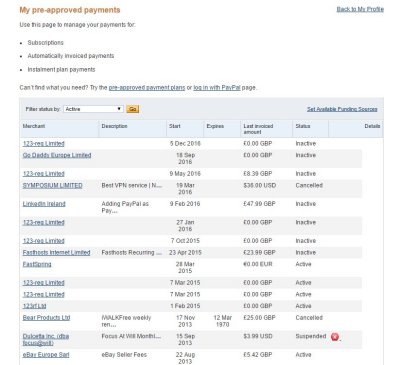 My pre-approved payments
Back to My Profile
Use this page to manage your payments for:
Subscriptions
Automatically invoiced payments
Instalment plan payments
Can't find what you need? Try the pre-approved payment plans or log in with PayPal page.
Filter status by: Active Go Set Available Funding Sources
Merchant Description Start Expires Last invoiced amount Status Details
123-reg Limited 5 Dec 2016 £0.00 GBP Inactive
Go Daddy Europe Limited 18 Sep 2016 £0.00 GBP Inactive
123-reg Limited 9 May 2016 £8.39 GBP Inactive
SYMPOSIUM LIMITED Best VPN service | N... 19 Mar 2016 $36.00 USD Cancelled
LinkedIn Ireland Adding PayPal as Pay... 9 Feb 2016 £47.99 GBP Inactive
123-reg Limited 27 Jan 2016 £0.00 GBP Inactive
123-reg Limited 7 Oct 2015 £0.00 GBP Inactive
Fasthosts Internet Limited Fasthosts Recurring ... 23 Apr 2015 £23.99 GBP Inactive
FastSpring 28 Mar 2015 €0.00 EUR Active
123-reg Limited 7 Mar 2015 £0.00 GBP Active
123-reg Limited 7 Mar 2015 £0.00 GBP Active
123rf Ltd 1 Feb 2015 £0.00 GBP Active
Bear Products Ltd iWALKFree weekly ren... 17 Nov 2013 12 Mar 1970 £25.00 GBP Cancelled
Dulcetta Inc. (dba focus@will) Focus At Will Monthl... 15 Sep 2013 $3.99 USD Suspended
eBay Europe Sarl eBay Seller Fees 22 Aug 2013 £5.42 GBP Active